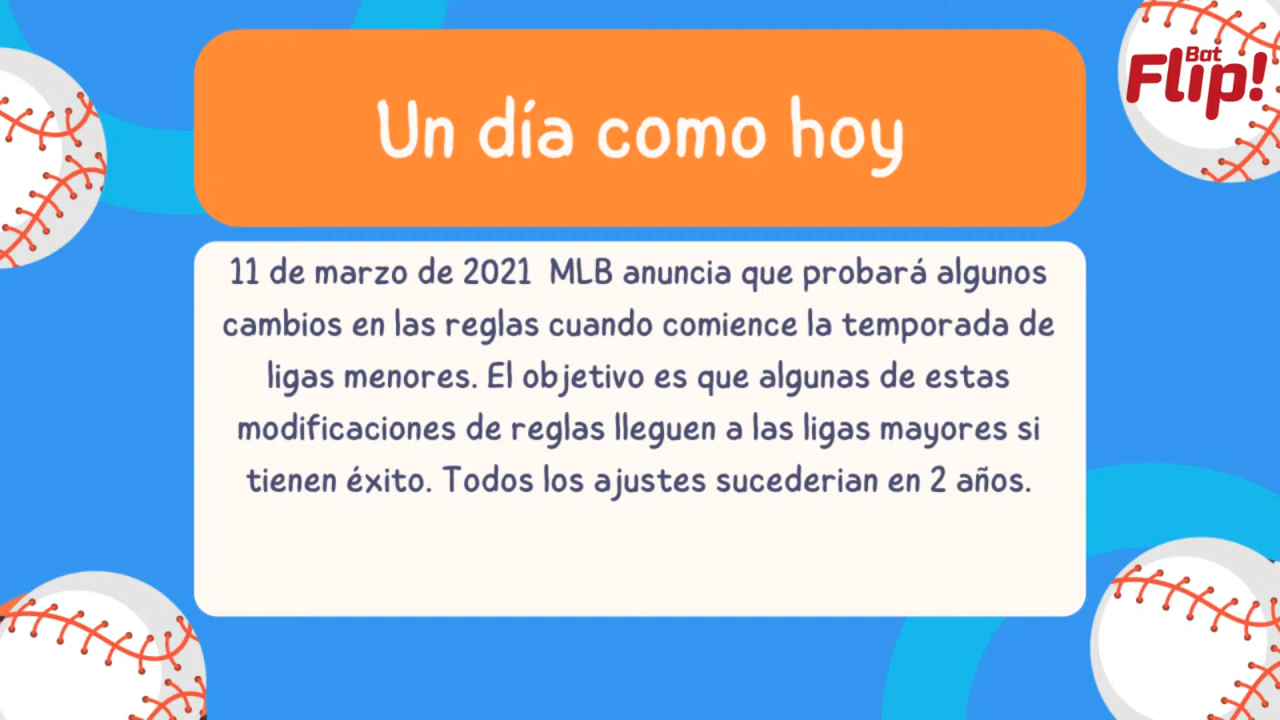 Bat
Flip!
Un día como hoy
11 de marzo de 2021 MLB anuncia que probará algunos
cambios en las reglas cuando comience la temporada de
ligas menores. El objetivo es que algunas de estas
modificaciones de reglas lleguen a las ligas mayores si
tienen éxito. Todos los ajustes sucederian en 2 años.